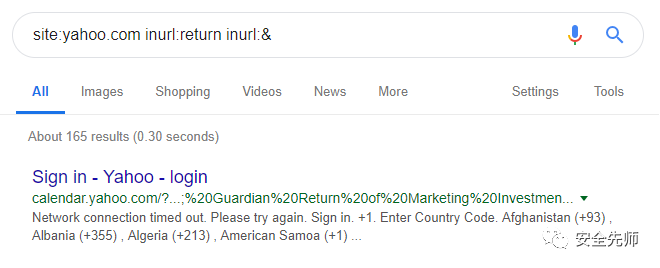 site:yahoo.com inurl:return inurl:&
All Images Shopping Videos News More Settings Tools
About 165 results (0.30 seconds)
Sign in - Yahoo - login
calendar.yahoo.com/?...;%20Guardian%20Return%20of%20Marketing%20Investmen...
Network connection timed out. Please try again. Sign in. +1. Enter Country Code. Afghanistan (+93) ,
Albania (+355) , Algeria (+213) , American Samoa (+1) ...
安全先师